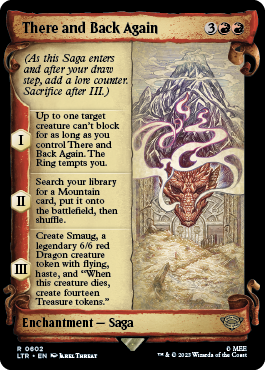 There and Back Again 3
(As this Saga enters
and after your draw
step, add a lore counter.
Sacrifice after III.)
I
Up to one target
creature can't block
for as long as you
control There and
Back Again. The
Ring tempts you.
II
Search your library
for a Mountain
card, put it onto
the battlefield, then
shuffle.
III
Create Smaug, a
legendary 6/6 red
Dragon creature
token with flying,
haste, and "When
this creature dies,
create fourteen
Treasure tokens."
Enchantment — Saga
R 0602
LTR • EN AREL THREAT
© MEE
™ & © 2023 Wizards of the Coast